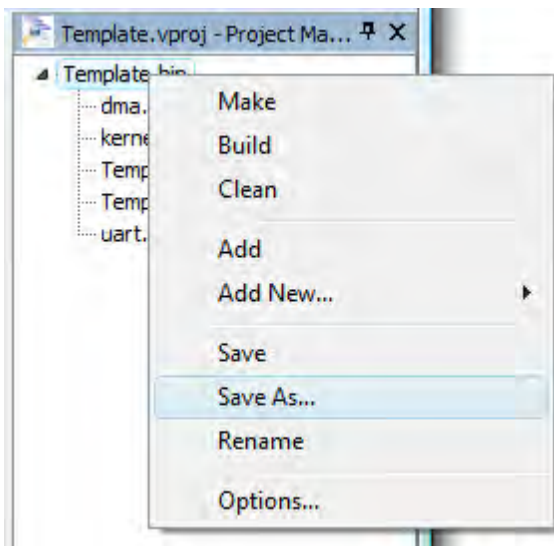 Template.vproj - Project Ma...
Template.bin
dma.
kerne
Temp
Temp
uart.
Make
Build
Clean
Add
Add New...
Save
Save As...
Rename
Options...